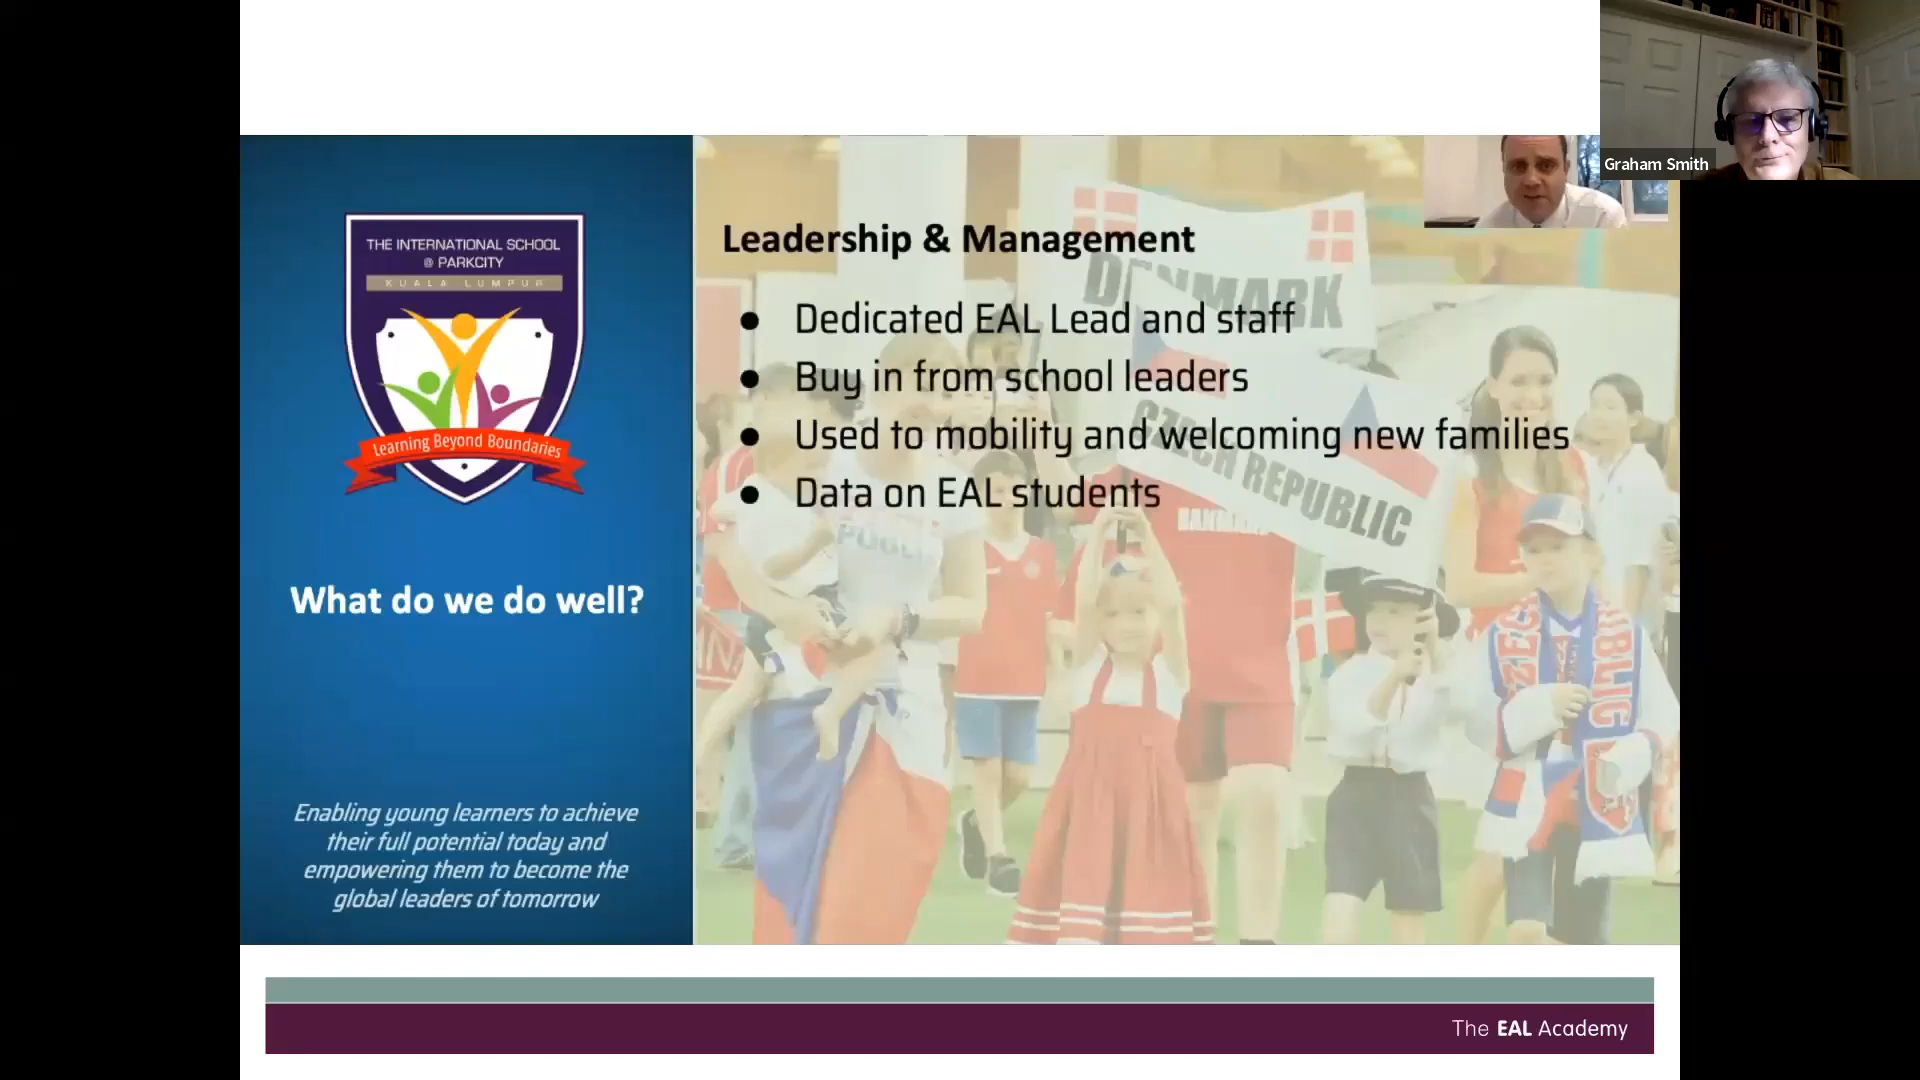 Graham Smith
THE INTERNATIONAL SCHOOL
@ PARKCITY
KUALA LUMPUR
Learning Beyond Boundaries
What do we do well?
Enabling young learners to achieve
their full potential today and
empowering them to become the
global leaders of tomorrow
Leadership & Management
● Dedicated EAL Lead and staff
● Buy in from school leaders
● Used to mobility and welcoming new families
● Data on EAL students
DENMARK
CZECH REPUBLIC
The EAL Academy